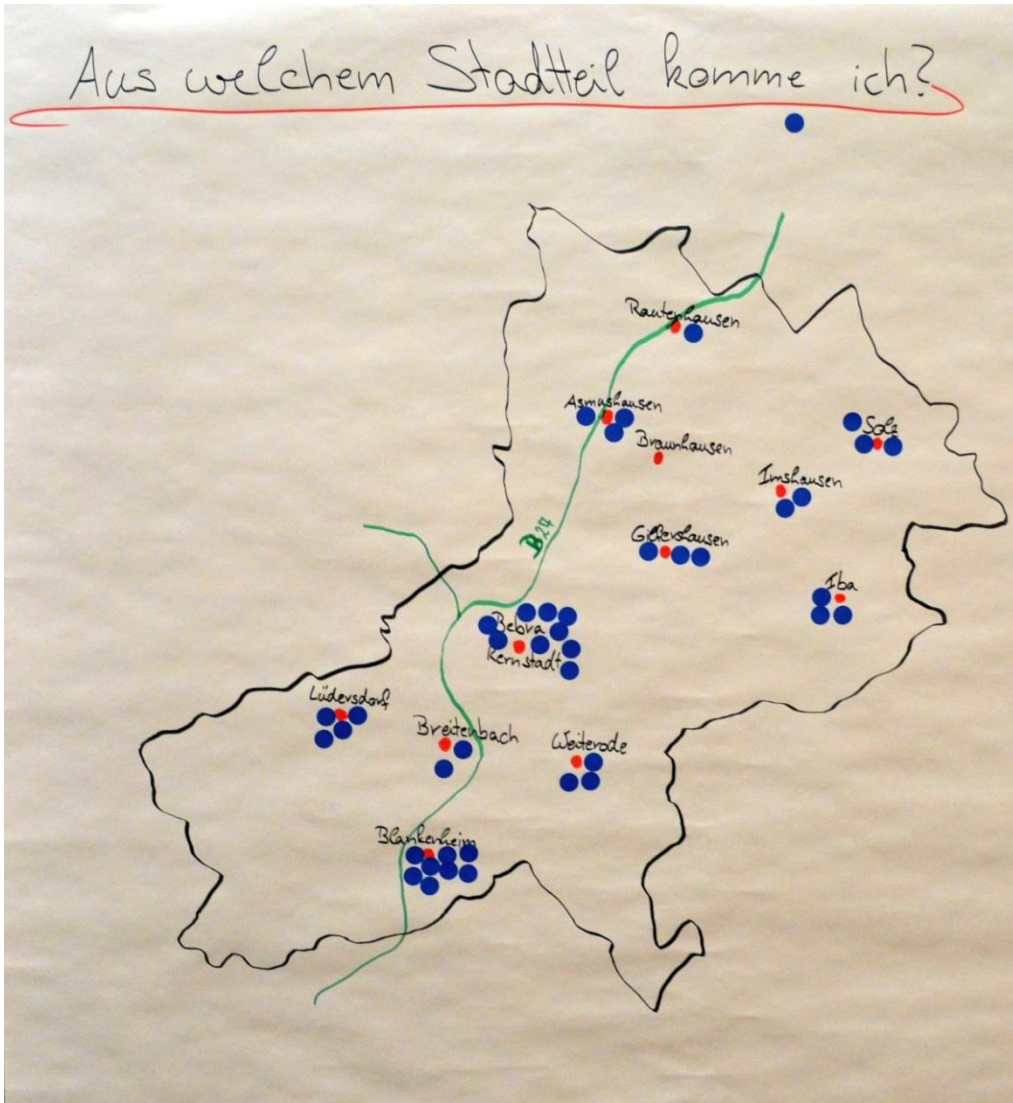 Aus welchem Stadtteil komme ich?
Rautenhausen
Asmushausen
Braunhausen
Solz
Imshausen
B27
Gilfershausen
Iba
Bebra
Kernstadt
Lüdersdorf
Breitenbach
Weiterode
Blankenheim